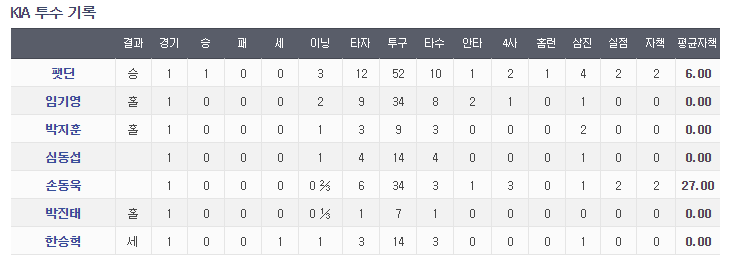 KIA 투수 기록
결과 경기 승 패 세 이닝 타자 투구 타수 안타 4사 홈런 삼진 실점 자책 평균자책
팻딘 승 1 1 0 0 3 12 52 10 1 2 1 4 2 2 6.00
임기영 홀 1 0 0 0 2 9 34 8 2 1 0 1 0 0 0.00
박지훈 홀 1 0 0 0 1 3 9 3 0 0 0 2 0 0 0.00
심동섭 1 0 0 0 1 4 14 4 0 0 0 1 0 0 0.00
손동욱 1 0 0 0 0 ⅔ 6 34 3 1 3 0 1 2 2 27.00
박진태 홀 1 0 0 0 0 ⅓ 1 7 1 0 0 0 0 0 0 0.00
한승혁 세 1 0 0 1 1 3 14 3 0 0 0 1 0 0 0.00